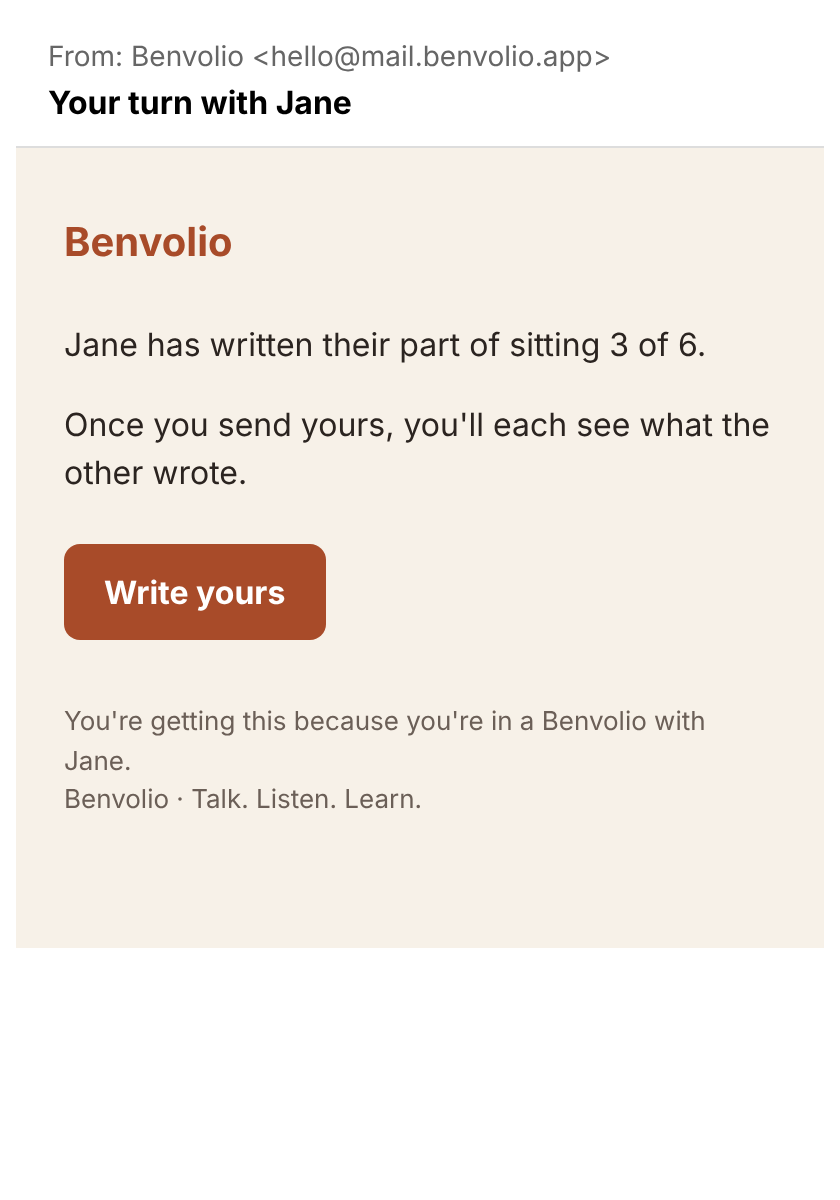 From: Benvolio <hello@mail.benvolio.app>
Your turn with Jane
Benvolio
Jane has written their part of sitting 3 of 6.
Once you send yours, you'll each see what the
other wrote.
Write yours
You're getting this because you're in a Benvolio with
Jane.
Benvolio · Talk. Listen. Learn.